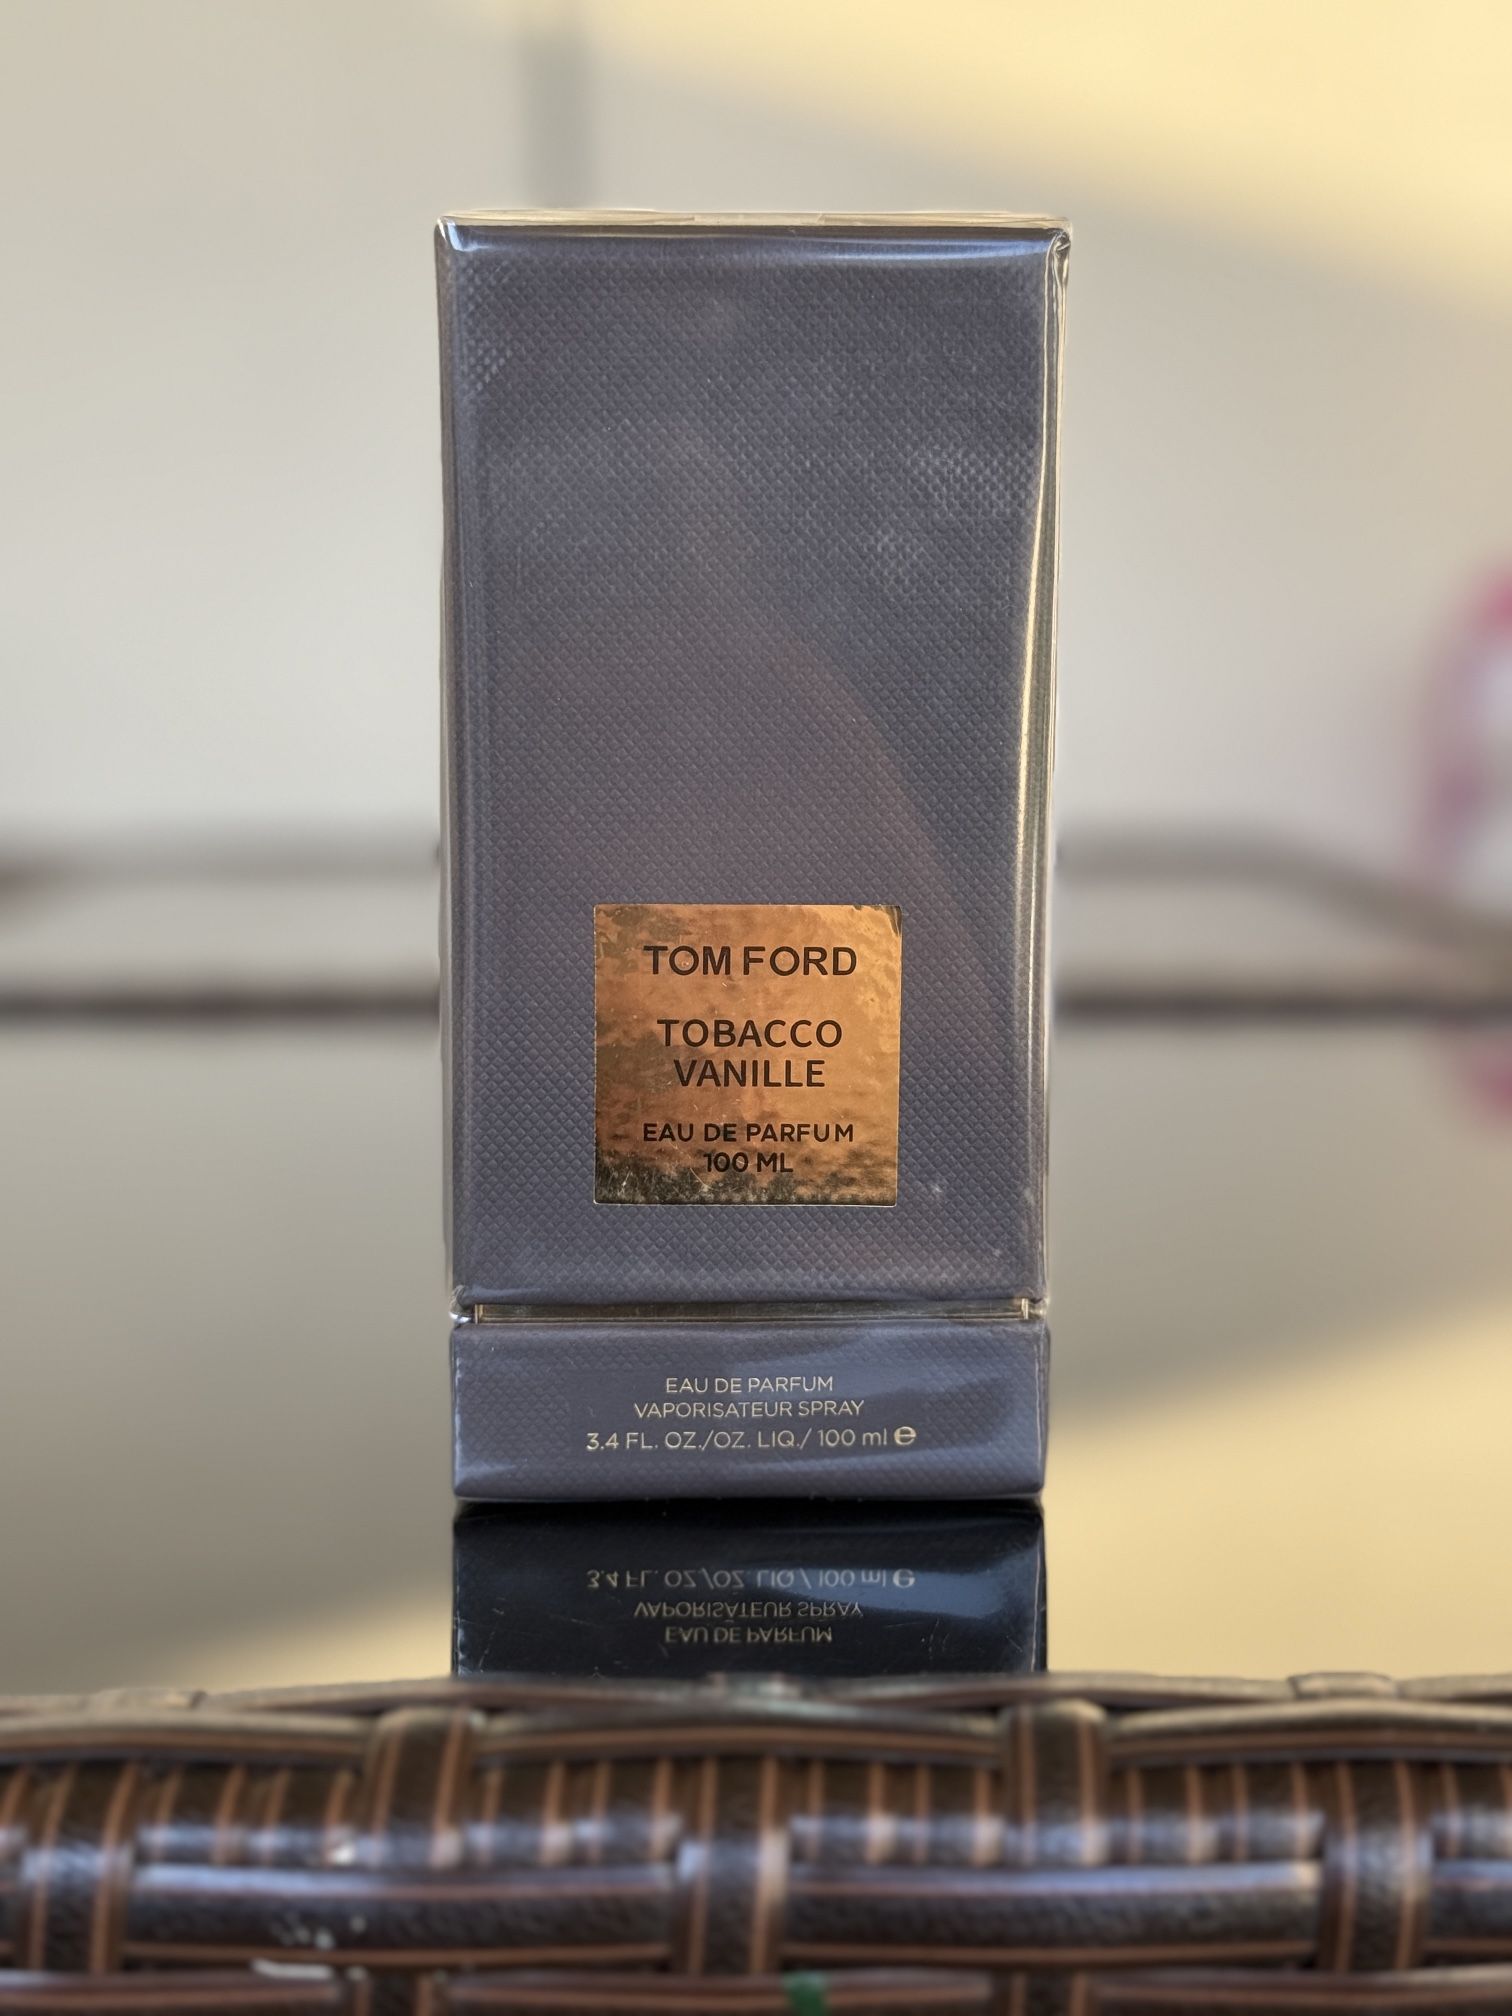 TOM FORD
TOBACCO
VANILLE
EAU DE PARFUM
100 ML
EAU DE PARFUM
VAPORISATEUR SPRAY
3.4 FL. OZ./OZ. LIQ./ 100 ml ℮